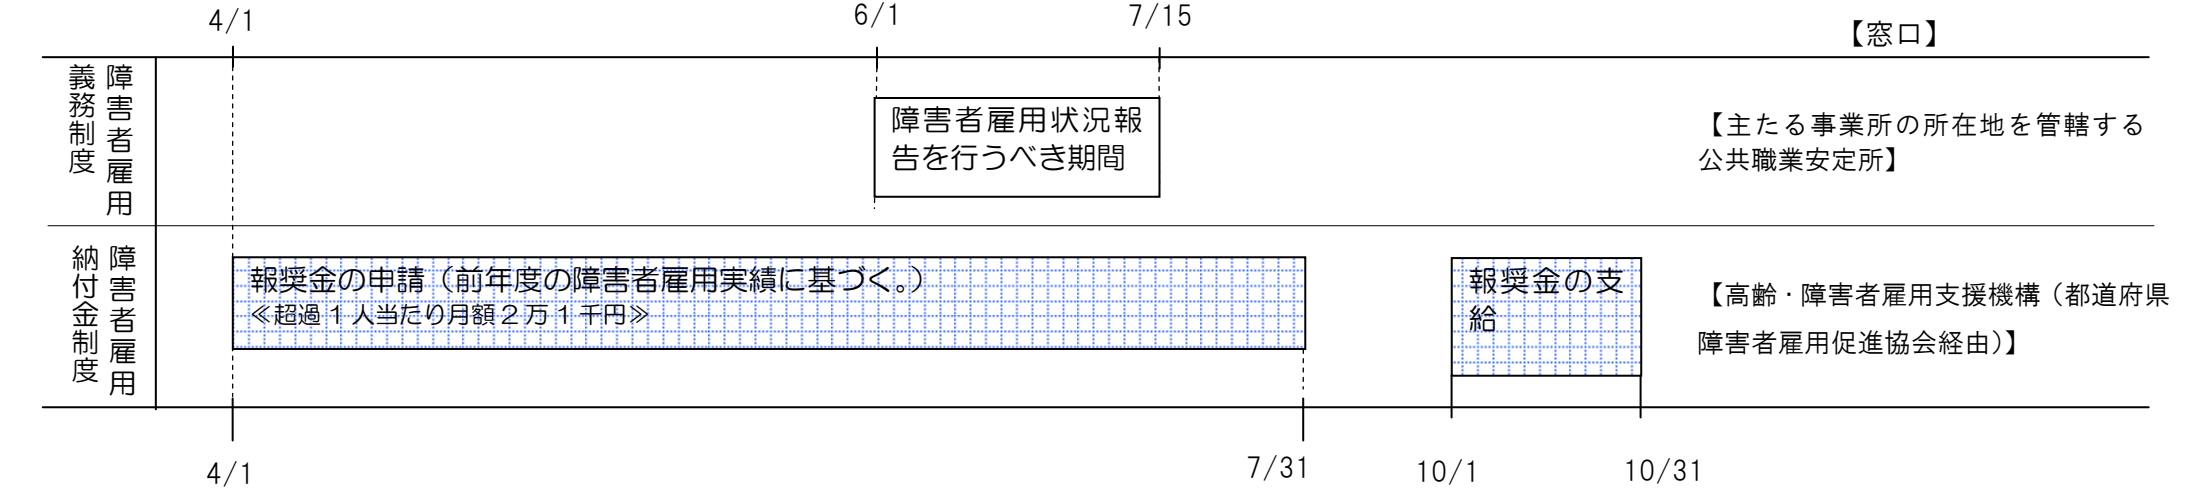 4/1
6/1
7/15
【窓口】
障害者雇用
義務制度
障害者雇用状況報
告を行うべき期間
【主たる事業所の所在地を管轄する
公共職業安定所】
障害者雇用
納付金制度
報奨金の申請（前年度の障害者雇用実績に基づく。）
≪超過１人当たり月額２万１千円≫
報奨金の支
給
【高齢・障害者雇用支援機構（都道府県
障害者雇用促進協会経由）】
4/1
7/31
10/1
10/31